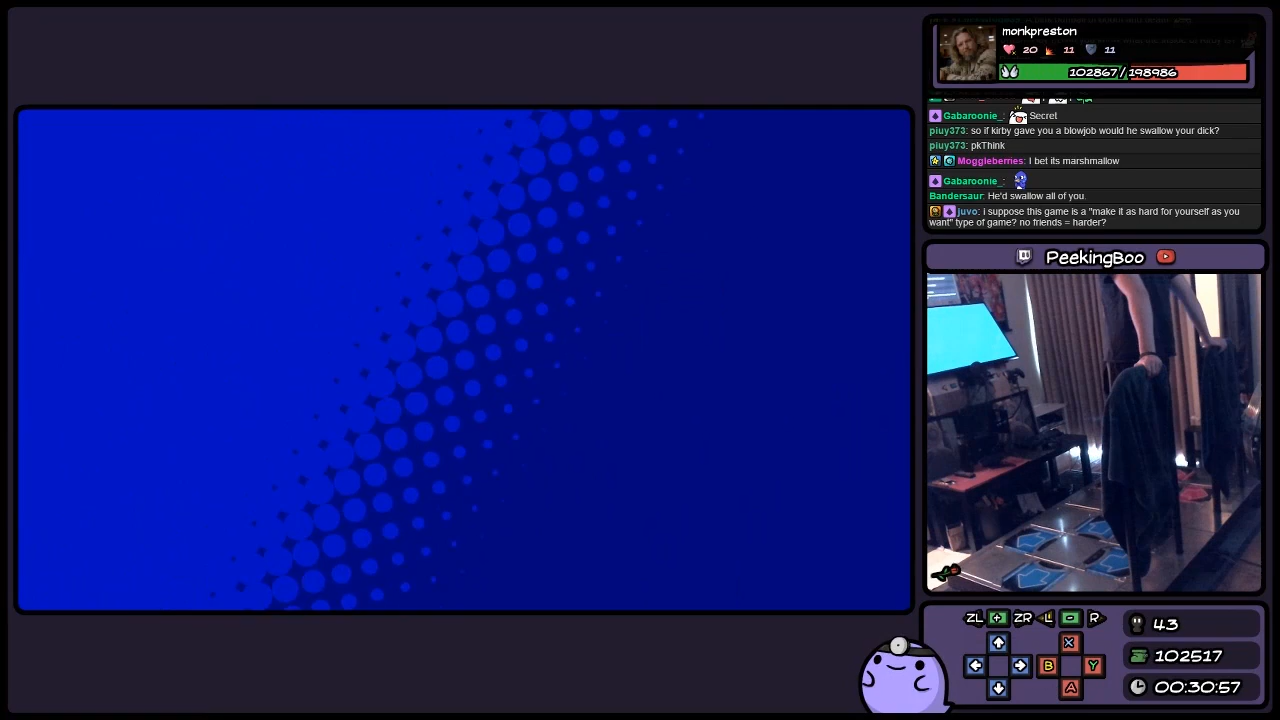 monkpreston
20 11 11
102867 / 198986
Gabaroonie_: Secret
piuy373: so if kirby gave you a blowjob would he swallow your dick?
piuy373: pkThink
Moggleberries: I bet its marshmallow
Gabaroonie_:
Bandersaur: He'd swallow all of you.
juvo: i suppose this game is a "make it as hard for yourself as you
want" type of game? no friends = harder?
PeekingBoo
ZL ZR L R
X
B Y
A
43
102517
00:30:57